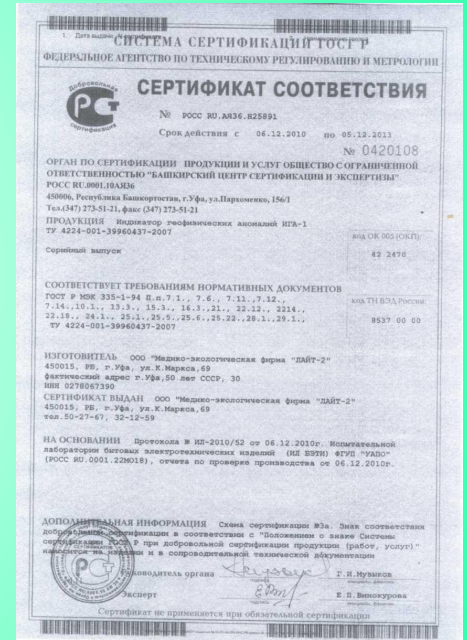 СИСТЕМА СЕРТИФИКАЦИИ ГОСТ Р
ФЕДЕРАЛЬНОЕ АГЕНТСТВО ПО ТЕХНИЧЕСКОМУ РЕГУЛИРОВАНИЮ И МЕТРОЛОГИИ
Добровольная
сертификация
СЕРТИФИКАТ СООТВЕТСТВИЯ
№ РОСС RU.АЯ36.Н25891
Срок действия с 06.12.2010 по 05.12.2013
№ 0420108
ОРГАН ПО СЕРТИФИКАЦИИ ПРОДУКЦИИ И УСЛУГ ОБЩЕСТВО С ОГРАНИЧЕННОЙ
ОТВЕТСТВЕННОСТЬЮ "БАШКИРСКИЙ ЦЕНТР СЕРТИФИКАЦИИ И ЭКСПЕРТИЗЫ"
РОСС RU.0001.10АЯ36
450006, Республика Башкортостан, г.Уфа, ул.Пархоменко, 156/1
Тел.(347) 273-51-21, факс (347) 273-51-21
ПРОДУКЦИЯ Индикатор геофизических аномалий ИГА-1
ТУ 4224-001-39960437-2007
код ОК 005 (ОКП):
Серийный выпуск
42 2470
СООТВЕТСТВУЕТ ТРЕБОВАНИЯМ НОРМАТИВНЫХ ДОКУМЕНТОВ
ГОСТ Р МЭК 335-1-94 П.п.7.1., 7.6., 7.11.,7.12.,
код ТН ВЭД России:
7.14.,10.1., 13.3., 15.3., 16.3.,21., 22.12., 2214.,
22.18., 24.1., 25.1.,25.5.,25.6.,25.22.,28.1.,29.1.,
8537 00 00
ТУ 4224-001-39960437-2007
ИЗГОТОВИТЕЛЬ ООО "Медико-экологическая фирма "ЛАЙТ-2"
450015, РБ, г.Уфа, ул.К.Маркса,69
фактический адрес г.Уфа,50 лет СССР, 30
ИНН 0278067390
СЕРТИФИКАТ ВЫДАН ООО "Медико-экологическая фирма "ЛАЙТ-2"
450015, РБ, г.Уфа, ул.К.Маркса,69
тел.50-27-67, 32-12-59
НА ОСНОВАНИИ Протокола № ИЛ-2010/52 от 06.12.2010г. Испытательной
лаборатории бытовых электротехнических изделий (ИЛ БЭТИ) ФГУП "УАПО"
(РОСС RU.0001.22МО18), отчета по проверке производства от 06.12.2010г.
ДОПОЛНИТЕЛЬНАЯ ИНФОРМАЦИЯ Схема сертификации №3а. Знак соответствия
добровольной сертификации в соответствии с "Положением о знаке Системы
сертификации ГОСТ Р при добровольной сертификации продукции (работ, услуг)"
наносится на изделии и в сопроводительной технической документации
Руководитель органа
Г.И.Музыков
Эксперт
Е.П.Винокурова
Сертификат не применяется при обязательной сертификации